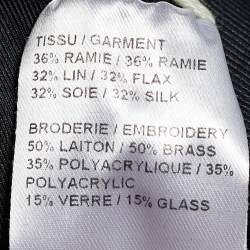 TISSU / GARMENT
36% RAMIE / 36% RAMIE
32% LIN / 32% FLAX
32% SOIE / 32% SILK
BRODERIE / EMBROIDERY
50% LAITON / 50% BRASS
35% POLYACRYLIQUE / 35%
POLYACRYLIC
15% VERRE / 15% GLASS